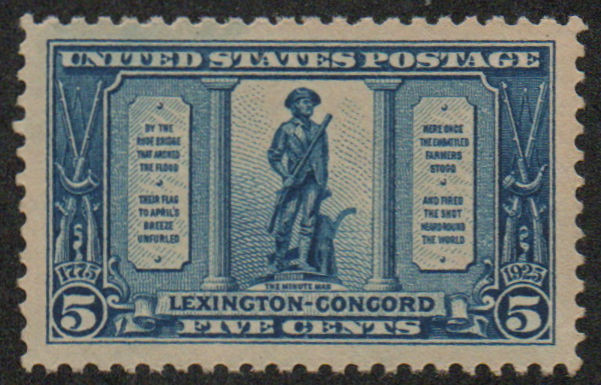 UNITED STATES POSTAGE
BY THE
RUDE BRIDGE
THAT ARCHED
THE FLOOD
THEIR FLAG
TO APRIL'S
BREEZE
UNFURLED
HERE ONCE
THE EMBATTLED
FARMERS
STOOD
AND FIRED
THE SHOT
HEARD ROUND
THE WORLD
THE MINUTE MAN
1775
1925
5
LEXINGTON-CONCORD
5
FIVE CENTS